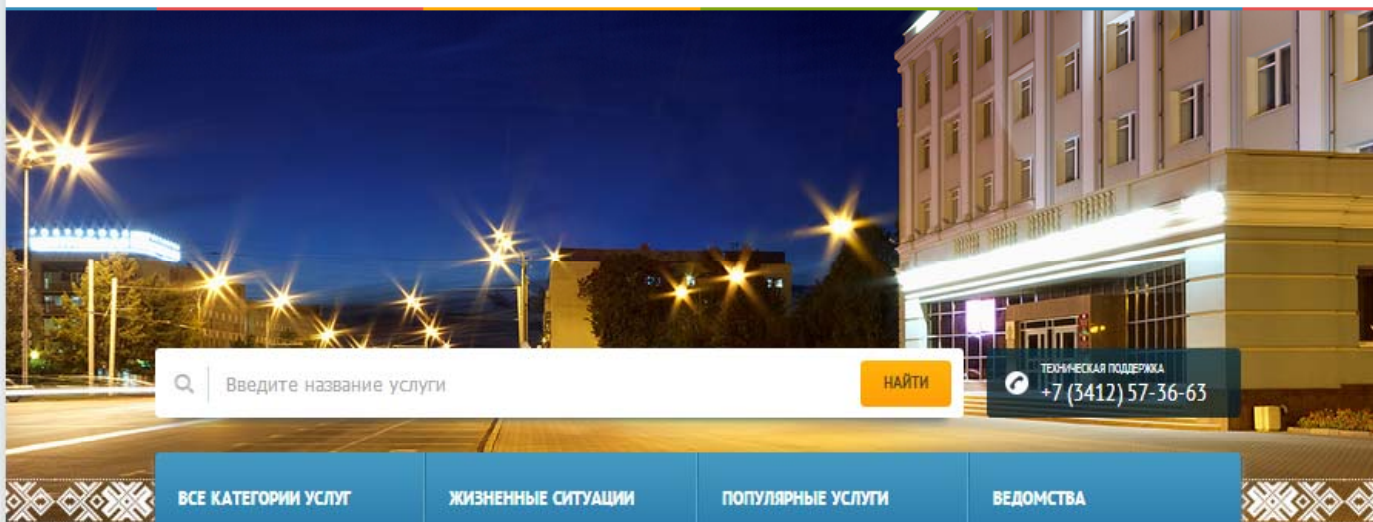 Введите название услуги
НАЙТИ
ТЕХНИЧЕСКАЯ ПОДДЕРЖКА
+7 (3412) 57-36-63
ВСЕ КАТЕГОРИИ УСЛУГ
ЖИЗНЕННЫЕ СИТУАЦИИ
ПОПУЛЯРНЫЕ УСЛУГИ
ВЕДОМСТВА